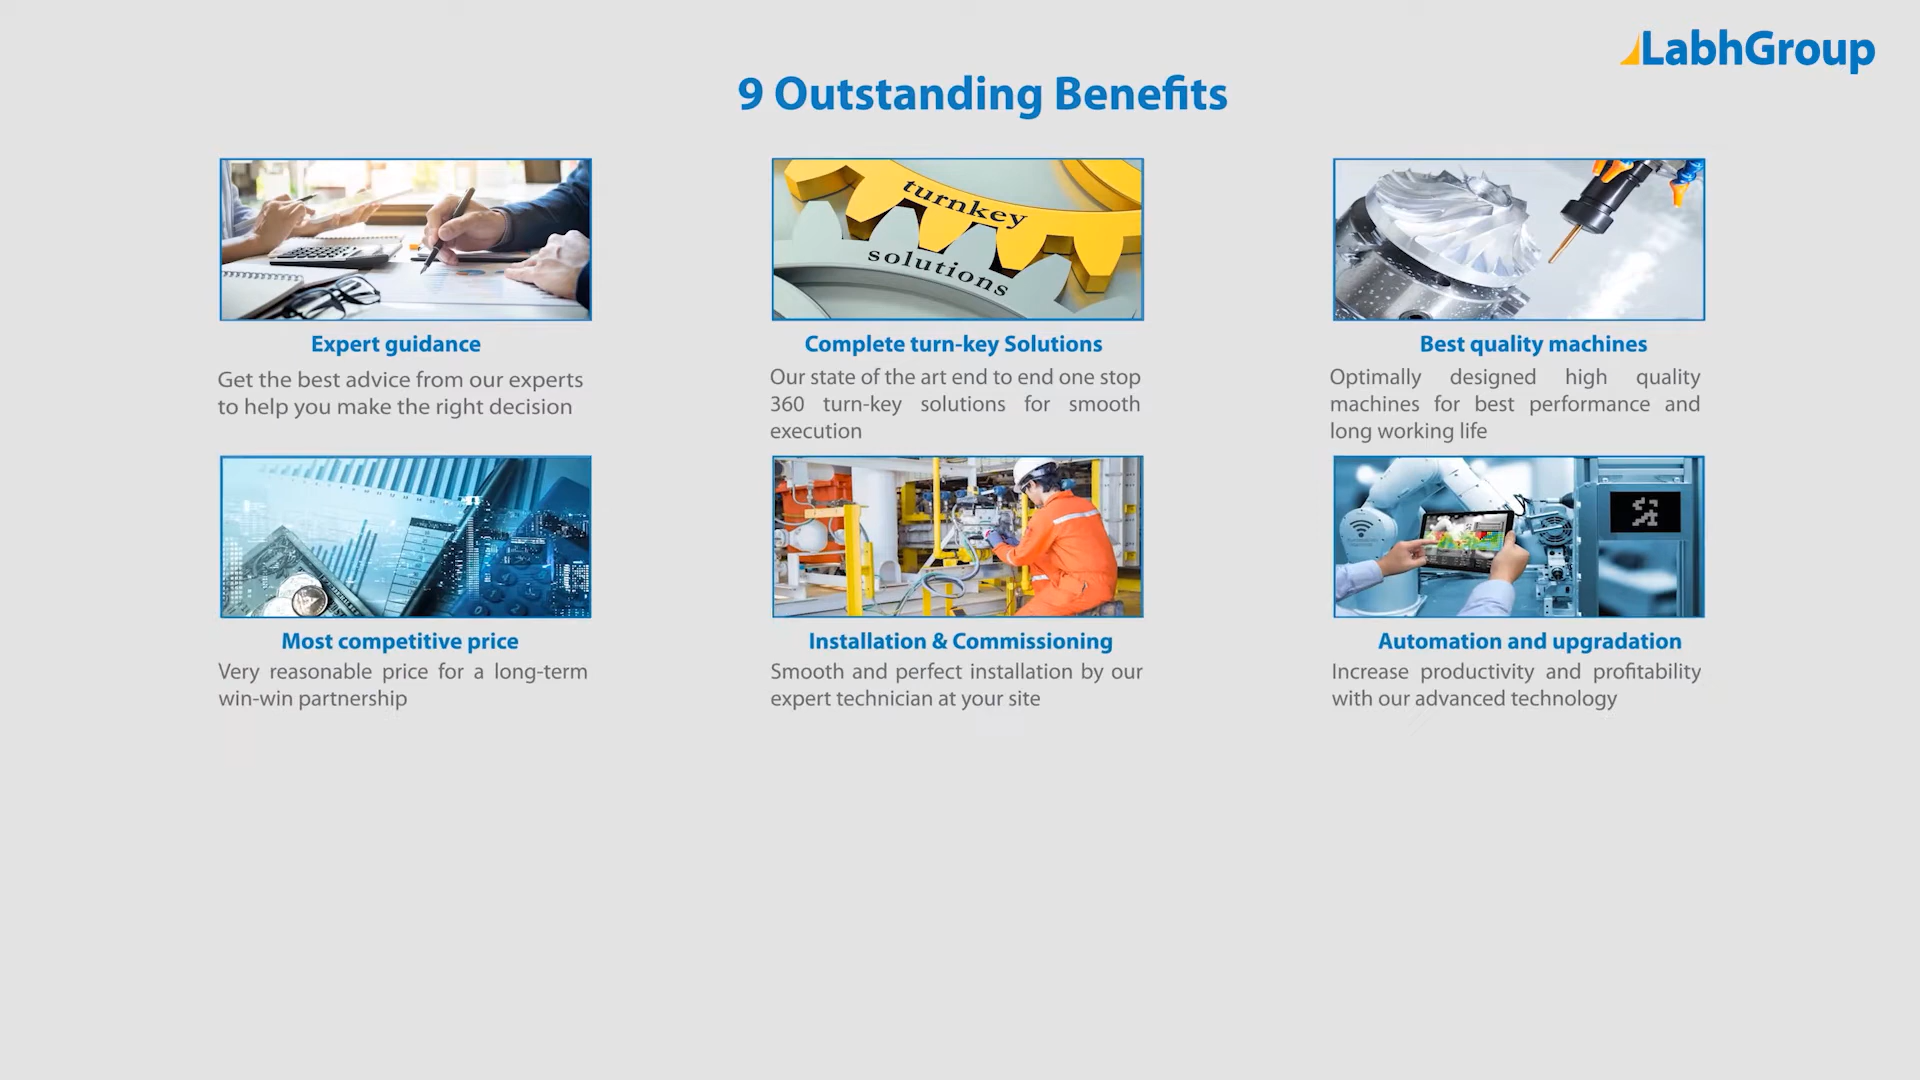 LabhGroup
9 Outstanding Benefits
turnkey
solutions
Expert guidance
Get the best advice from our experts
to help you make the right decision
Complete turn-key Solutions
Our state of the art end to end one stop
360 turn-key solutions for smooth
execution
Best quality machines
Optimally designed high quality
machines for best performance and
long working life
Most competitive price
Very reasonable price for a long-term
win-win partnership
Installation & Commissioning
Smooth and perfect installation by our
expert technician at your site
Automation and upgradation
Increase productivity and profitability
with our advanced technology